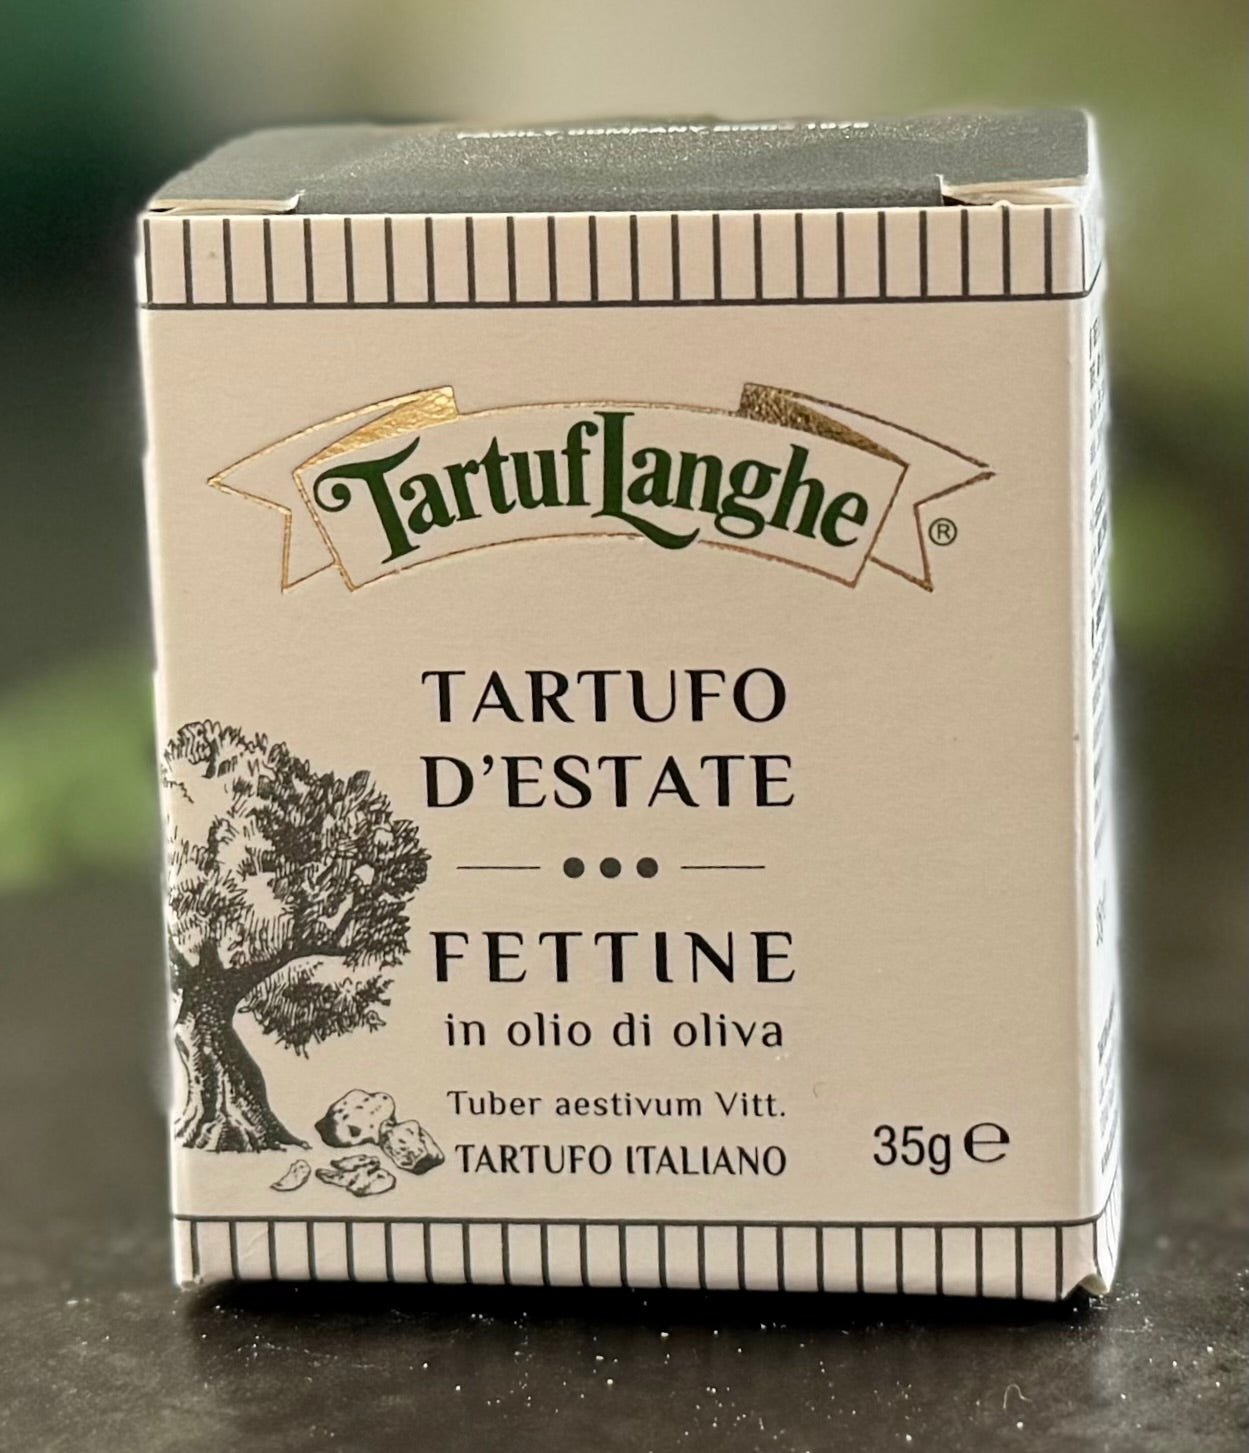 TartufLanghe ®
TARTUFO
D'ESTATE
FETTINE
in olio di oliva
Tuber aestivum Vitt.
TARTUFO ITALIANO
35g ℮